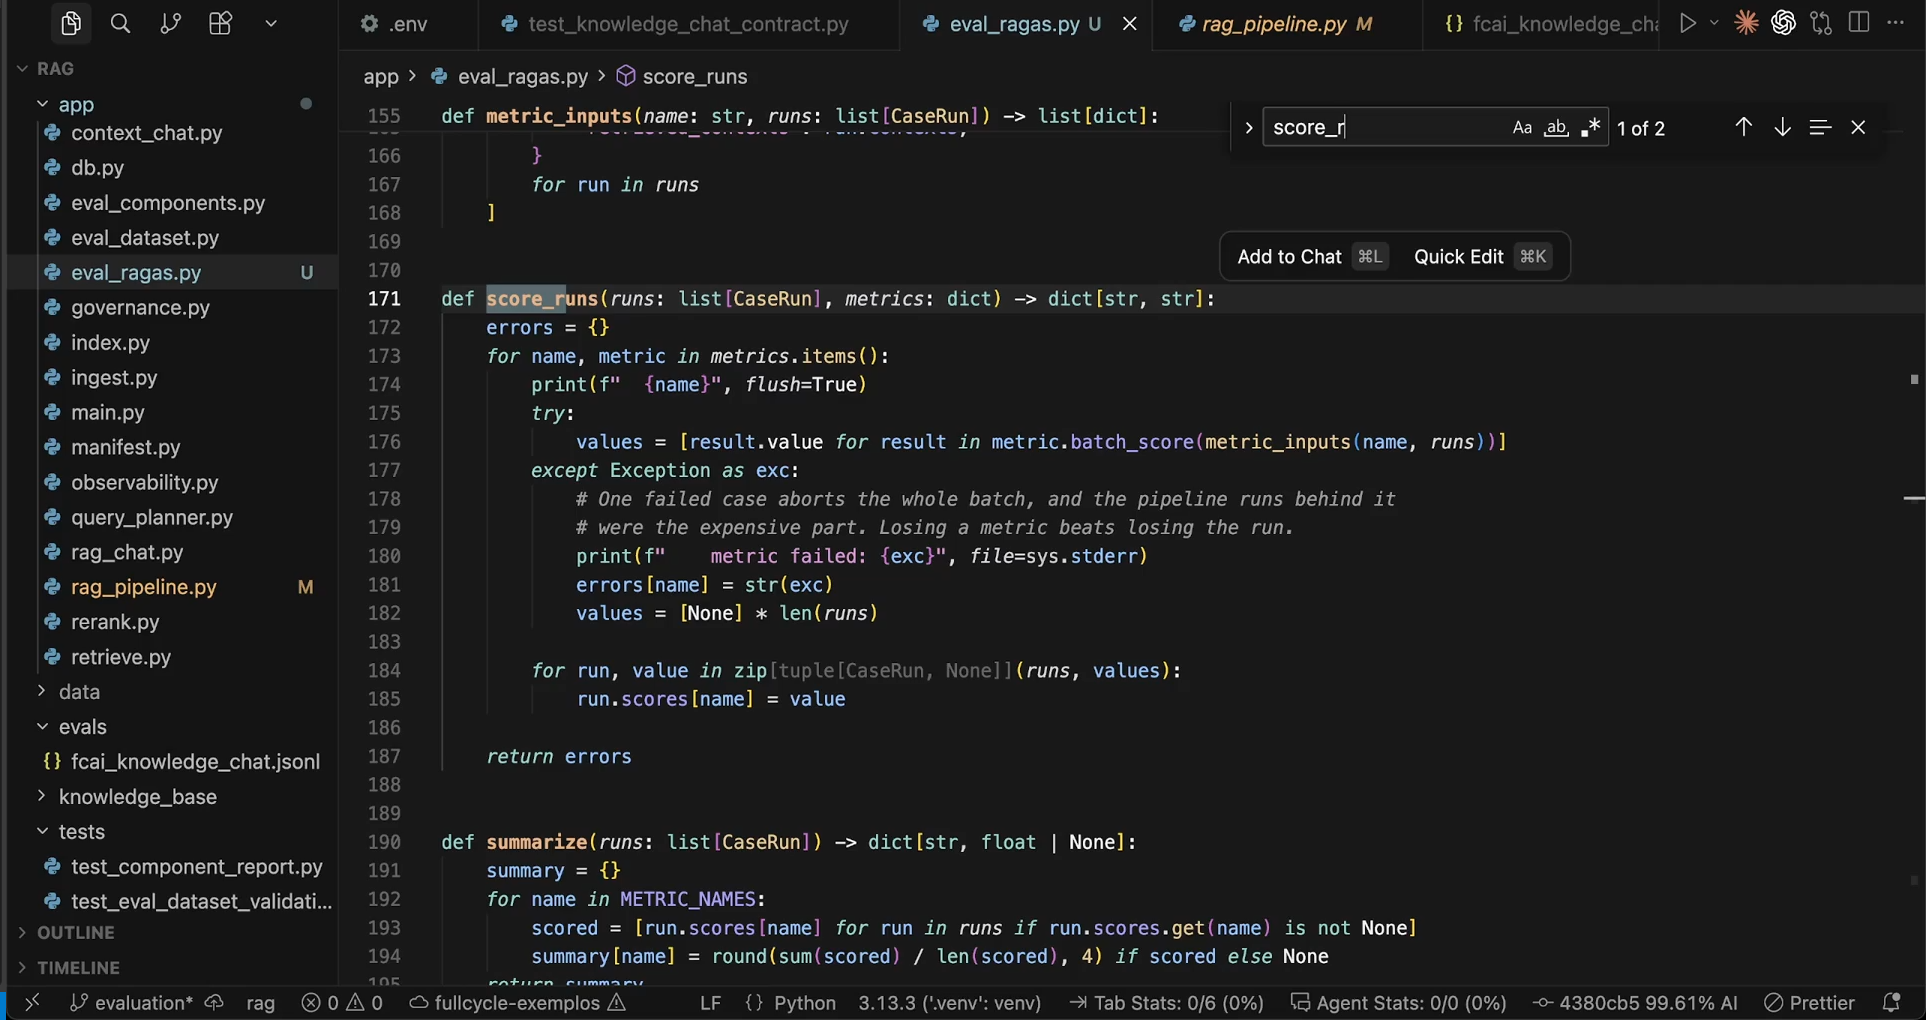 .env
test_knowledge_chat_contract.py
eval_ragas.py U
rag_pipeline.py M
{} fcai_knowledge_cha
RAG
app
context_chat.py
db.py
eval_components.py
eval_dataset.py
eval_ragas.py U
governance.py
index.py
ingest.py
main.py
manifest.py
observability.py
query_planner.py
rag_chat.py
rag_pipeline.py M
rerank.py
retrieve.py
data
evals
{} fcai_knowledge_chat.jsonl
knowledge_base
tests
test_component_report.py
test_eval_dataset_validati...
OUTLINE
TIMELINE
app > eval_ragas.py > score_runs
score_r Aa ab .* 1 of 2
155 def metric_inputs(name: str, runs: list[CaseRun]) -> list[dict]:
166 }
167 for run in runs
168 ]
169
170
Add to Chat ⌘L Quick Edit ⌘K
171 def score_runs(runs: list[CaseRun], metrics: dict) -> dict[str, str]:
172 errors = {}
173 for name, metric in metrics.items():
174 print(f"  {name}", flush=True)
175 try:
176 values = [result.value for result in metric.batch_score(metric_inputs(name, runs))]
177 except Exception as exc:
178 # One failed case aborts the whole batch, and the pipeline runs behind it
179 # were the expensive part. Losing a metric beats losing the run.
180 print(f"    metric failed: {exc}", file=sys.stderr)
181 errors[name] = str(exc)
182 values = [None] * len(runs)
183
184 for run, value in zip[tuple[CaseRun, None]](runs, values):
185 run.scores[name] = value
186
187 return errors
188
189
190 def summarize(runs: list[CaseRun]) -> dict[str, float | None]:
191 summary = {}
192 for name in METRIC_NAMES:
193 scored = [run.scores[name] for run in runs if run.scores.get(name) is not None]
194 summary[name] = round(sum(scored) / len(scored), 4) if scored else None
195 return summary
evaluation* rag 0 0 fullcycle-exemplos LF {} Python 3.13.3 ('.venv': venv) Tab Stats: 0/6 (0%) Agent Stats: 0/0 (0%) 4380cb5 99.61% AI Prettier